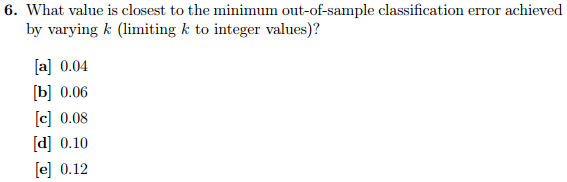 6. What value is closest to the minimum out-of-sample classification error achieved
by varying k (limiting k to integer values)?
[a] 0.04
[b] 0.06
[c] 0.08
[d] 0.10
[e] 0.12